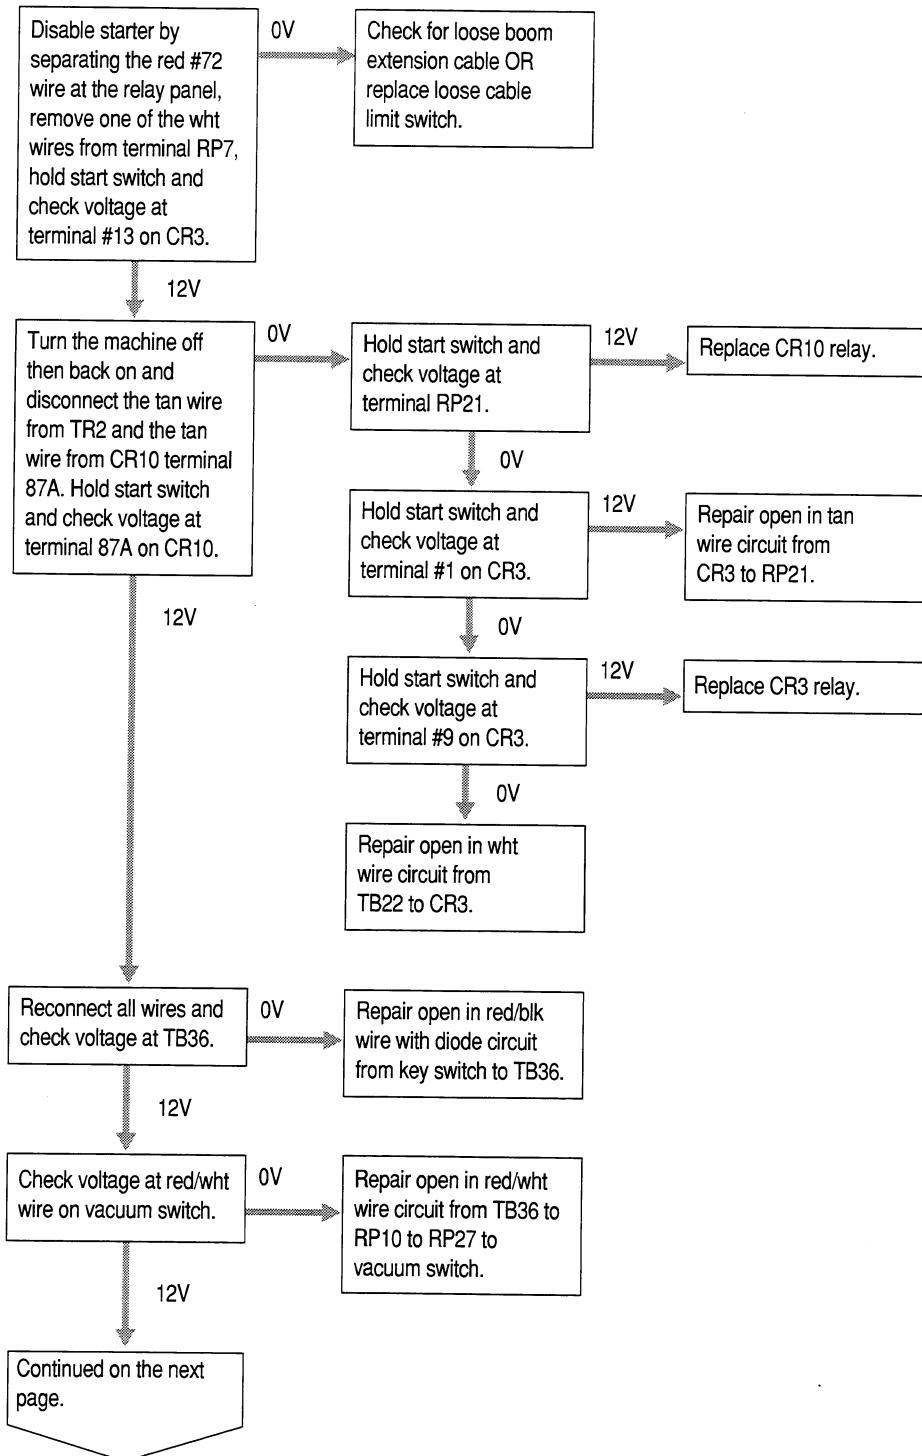 Disable starter by
separating the red #72
wire at the relay panel,
remove one of the wht
wires from terminal RP7,
hold start switch and
check voltage at
terminal #13 on CR3.
0V
Check for loose boom
extension cable OR
replace loose cable
limit switch.
12V
Turn the machine off
then back on and
disconnect the tan wire
from TR2 and the tan
wire from CR10 terminal
87A. Hold start switch
and check voltage at
terminal 87A on CR10.
0V
Hold start switch and
check voltage at
terminal RP21.
12V
Replace CR10 relay.
0V
Hold start switch and
check voltage at
terminal #1 on CR3.
12V
Repair open in tan
wire circuit from
CR3 to RP21.
12V
0V
Hold start switch and
check voltage at
terminal #9 on CR3.
12V
Replace CR3 relay.
0V
Repair open in wht
wire circuit from
TB22 to CR3.
Reconnect all wires and
check voltage at TB36.
0V
Repair open in red/blk
wire with diode circuit
from key switch to TB36.
12V
Check voltage at red/wht
wire on vacuum switch.
0V
Repair open in red/wht
wire circuit from TB36 to
RP10 to RP27 to
vacuum switch.
12V
Continued on the next
page.